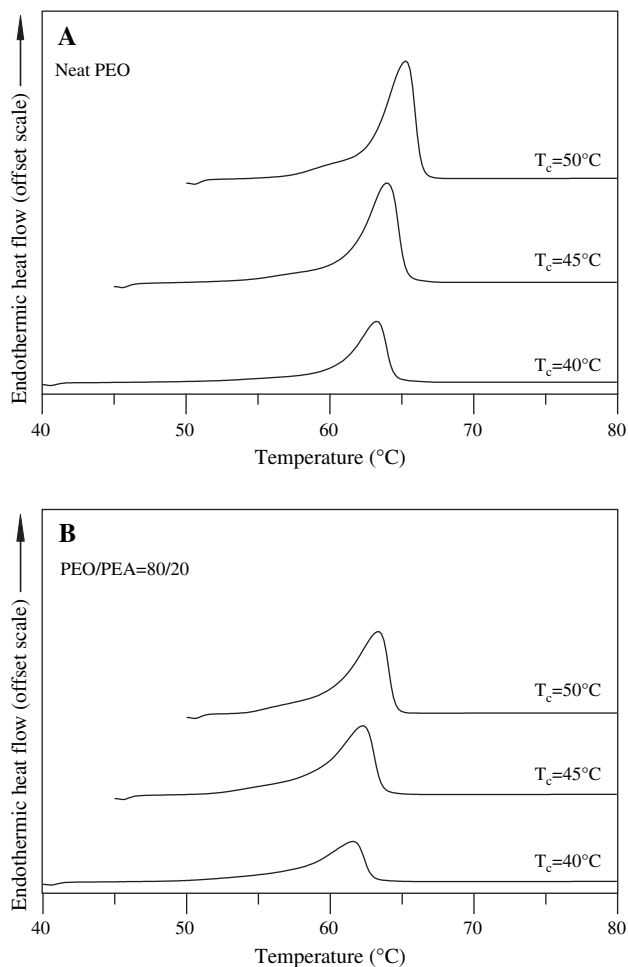 A
Neat PEO
Endothermic heat flow (offset scale)
T_c=50°C
T_c=45°C
T_c=40°C
40 50 60 70 80
Temperature (°C)
B
PEO/PEA=80/20
Endothermic heat flow (offset scale)
T_c=50°C
T_c=45°C
T_c=40°C
40 50 60 70 80
Temperature (°C)